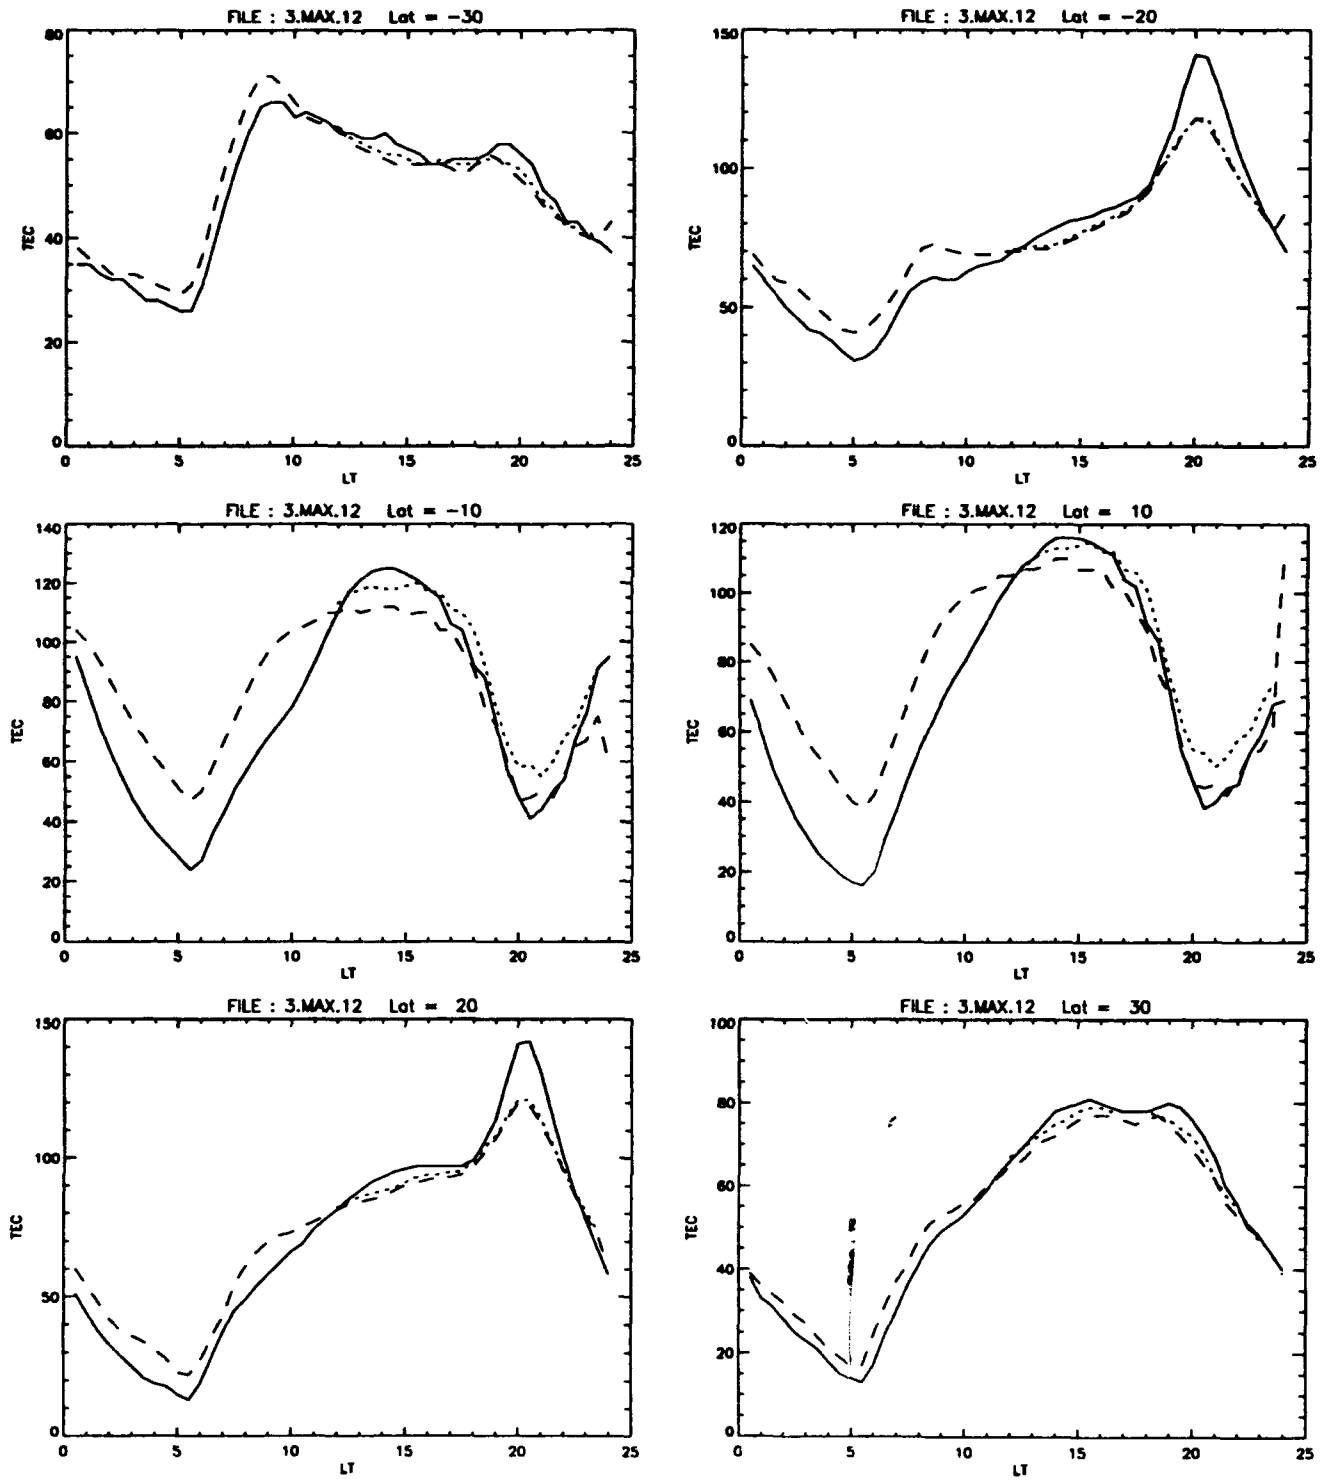 FILE : 3.MAX.12 Lat = -30
80
60
40
20
0
TEC
0 5 10 15 20 25
LT
FILE : 3.MAX.12 Lat = -20
150
100
50
0
TEC
0 5 10 15 20 25
LT
FILE : 3.MAX.12 Lat = -10
140
120
100
80
60
40
20
0
TEC
0 5 10 15 20 25
LT
FILE : 3.MAX.12 Lat = 10
120
100
80
60
40
20
0
TEC
0 5 10 15 20 25
LT
FILE : 3.MAX.12 Lat = 20
150
100
50
0
TEC
0 5 10 15 20 25
LT
FILE : 3.MAX.12 Lat = 30
100
80
60
40
20
0
TEC
0 5 10 15 20 25
LT